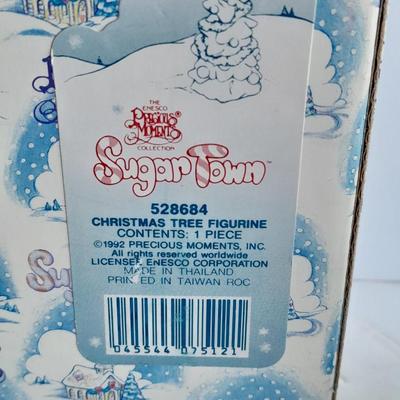 THE
ENESCO
PRECIOUS
MOMENTS®
COLLECTION
Sugar Town™
528684
CHRISTMAS TREE FIGURINE
CONTENTS: 1 PIECE
©1992 PRECIOUS MOMENTS, INC.
All rights reserved worldwide
LICENSEE ENESCO CORPORATION
MADE IN THAILAND
PRINTED IN TAIWAN ROC
045544 075121